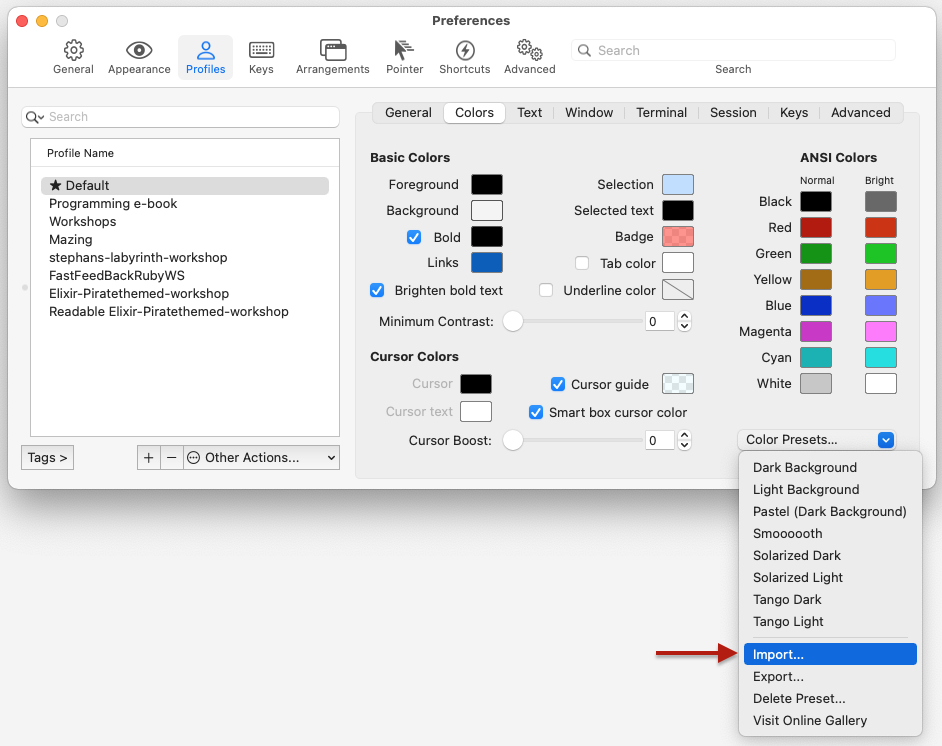 Preferences
General Appearance Profiles Keys Arrangements Pointer Shortcuts Advanced
Search
Search
Search
Profile Name
★ Default
Programming e-book
Workshops
Mazing
stephans-labyrinth-workshop
FastFeedBackRubyWS
Elixir-Piratethemed-workshop
Readable Elixir-Piratethemed-workshop
Tags >
+ − Other Actions...
General Colors Text Window Terminal Session Keys Advanced
Basic Colors
Foreground
Background
Bold
Links
Brighten bold text
Selection
Selected text
Badge
Tab color
Underline color
Minimum Contrast: 0
Cursor Colors
Cursor
Cursor text
Cursor guide
Smart box cursor color
Cursor Boost: 0
ANSI Colors
Normal Bright
Black
Red
Green
Yellow
Blue
Magenta
Cyan
White
Color Presets...
Dark Background
Light Background
Pastel (Dark Background)
Smoooooth
Solarized Dark
Solarized Light
Tango Dark
Tango Light
Import...
Export...
Delete Preset...
Visit Online Gallery